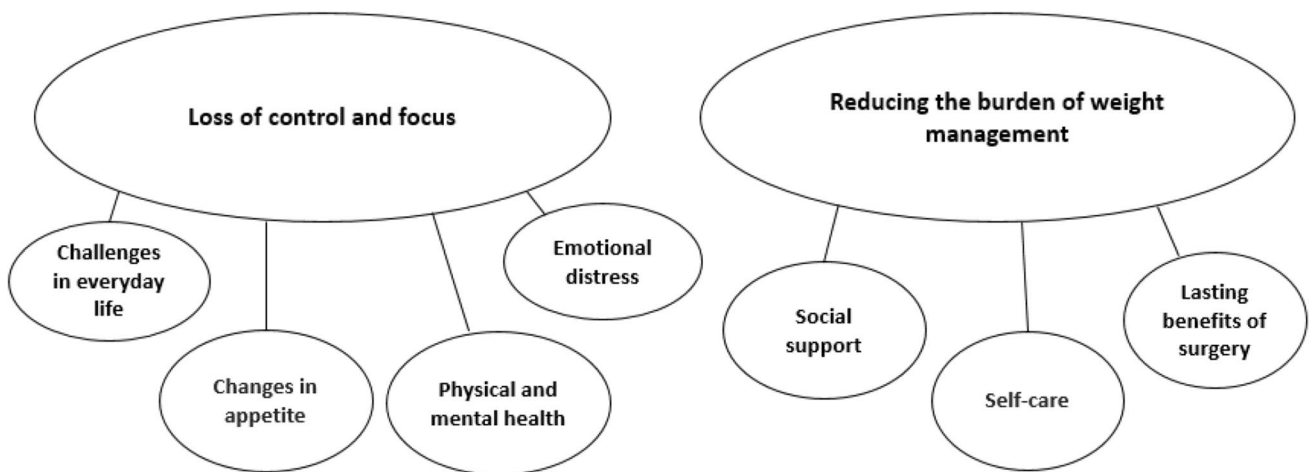 Loss of control and focus
Challenges
in everyday
life
Changes in
appetite
Physical and
mental health
Emotional
distress
Reducing the burden of weight
management
Social
support
Self-care
Lasting
benefits of
surgery